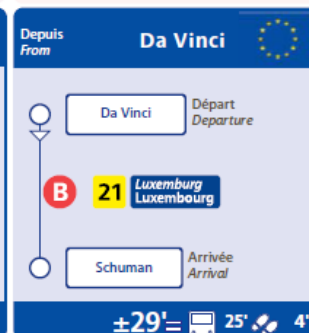 Depuis
From
Da Vinci
Da Vinci
Départ
Departure
B 21 Luxemburg
Luxembourg
Schuman
Arrivée
Arrival
±29'= 25' 4'